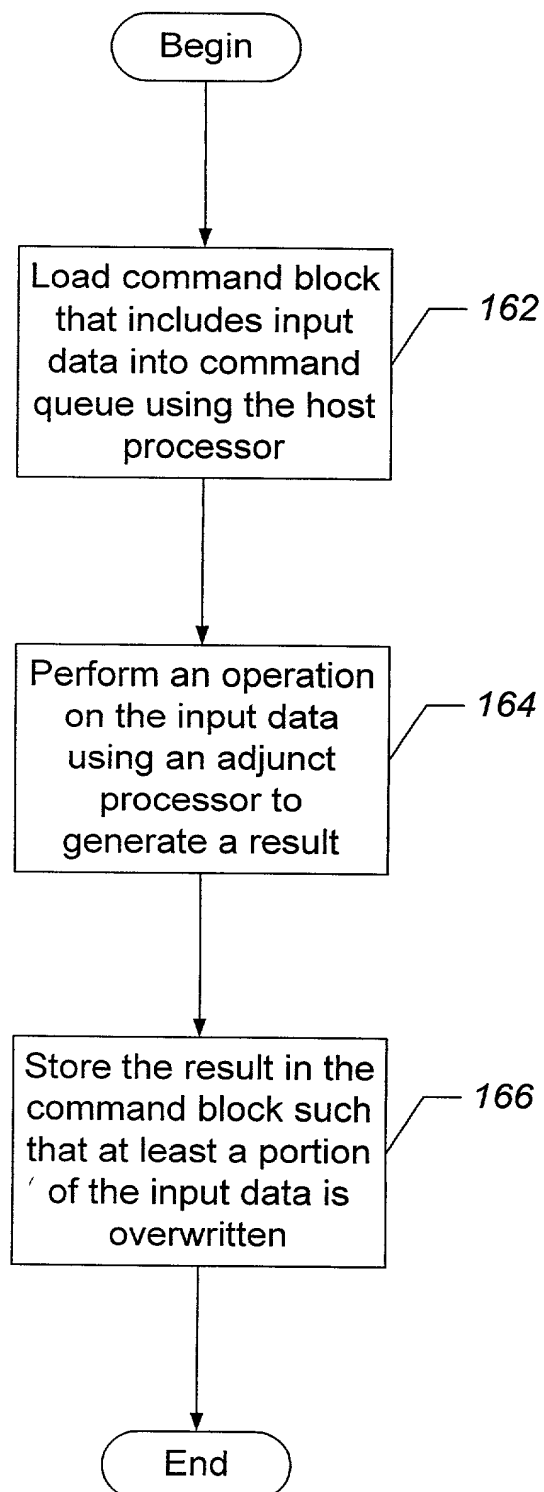 Begin
Load command block
that includes input
data into command
queue using the host
processor
162
Perform an operation
on the input data
using an adjunct
processor to
generate a result
164
Store the result in the
command block such
that at least a portion
of the input data is
overwritten
166
End